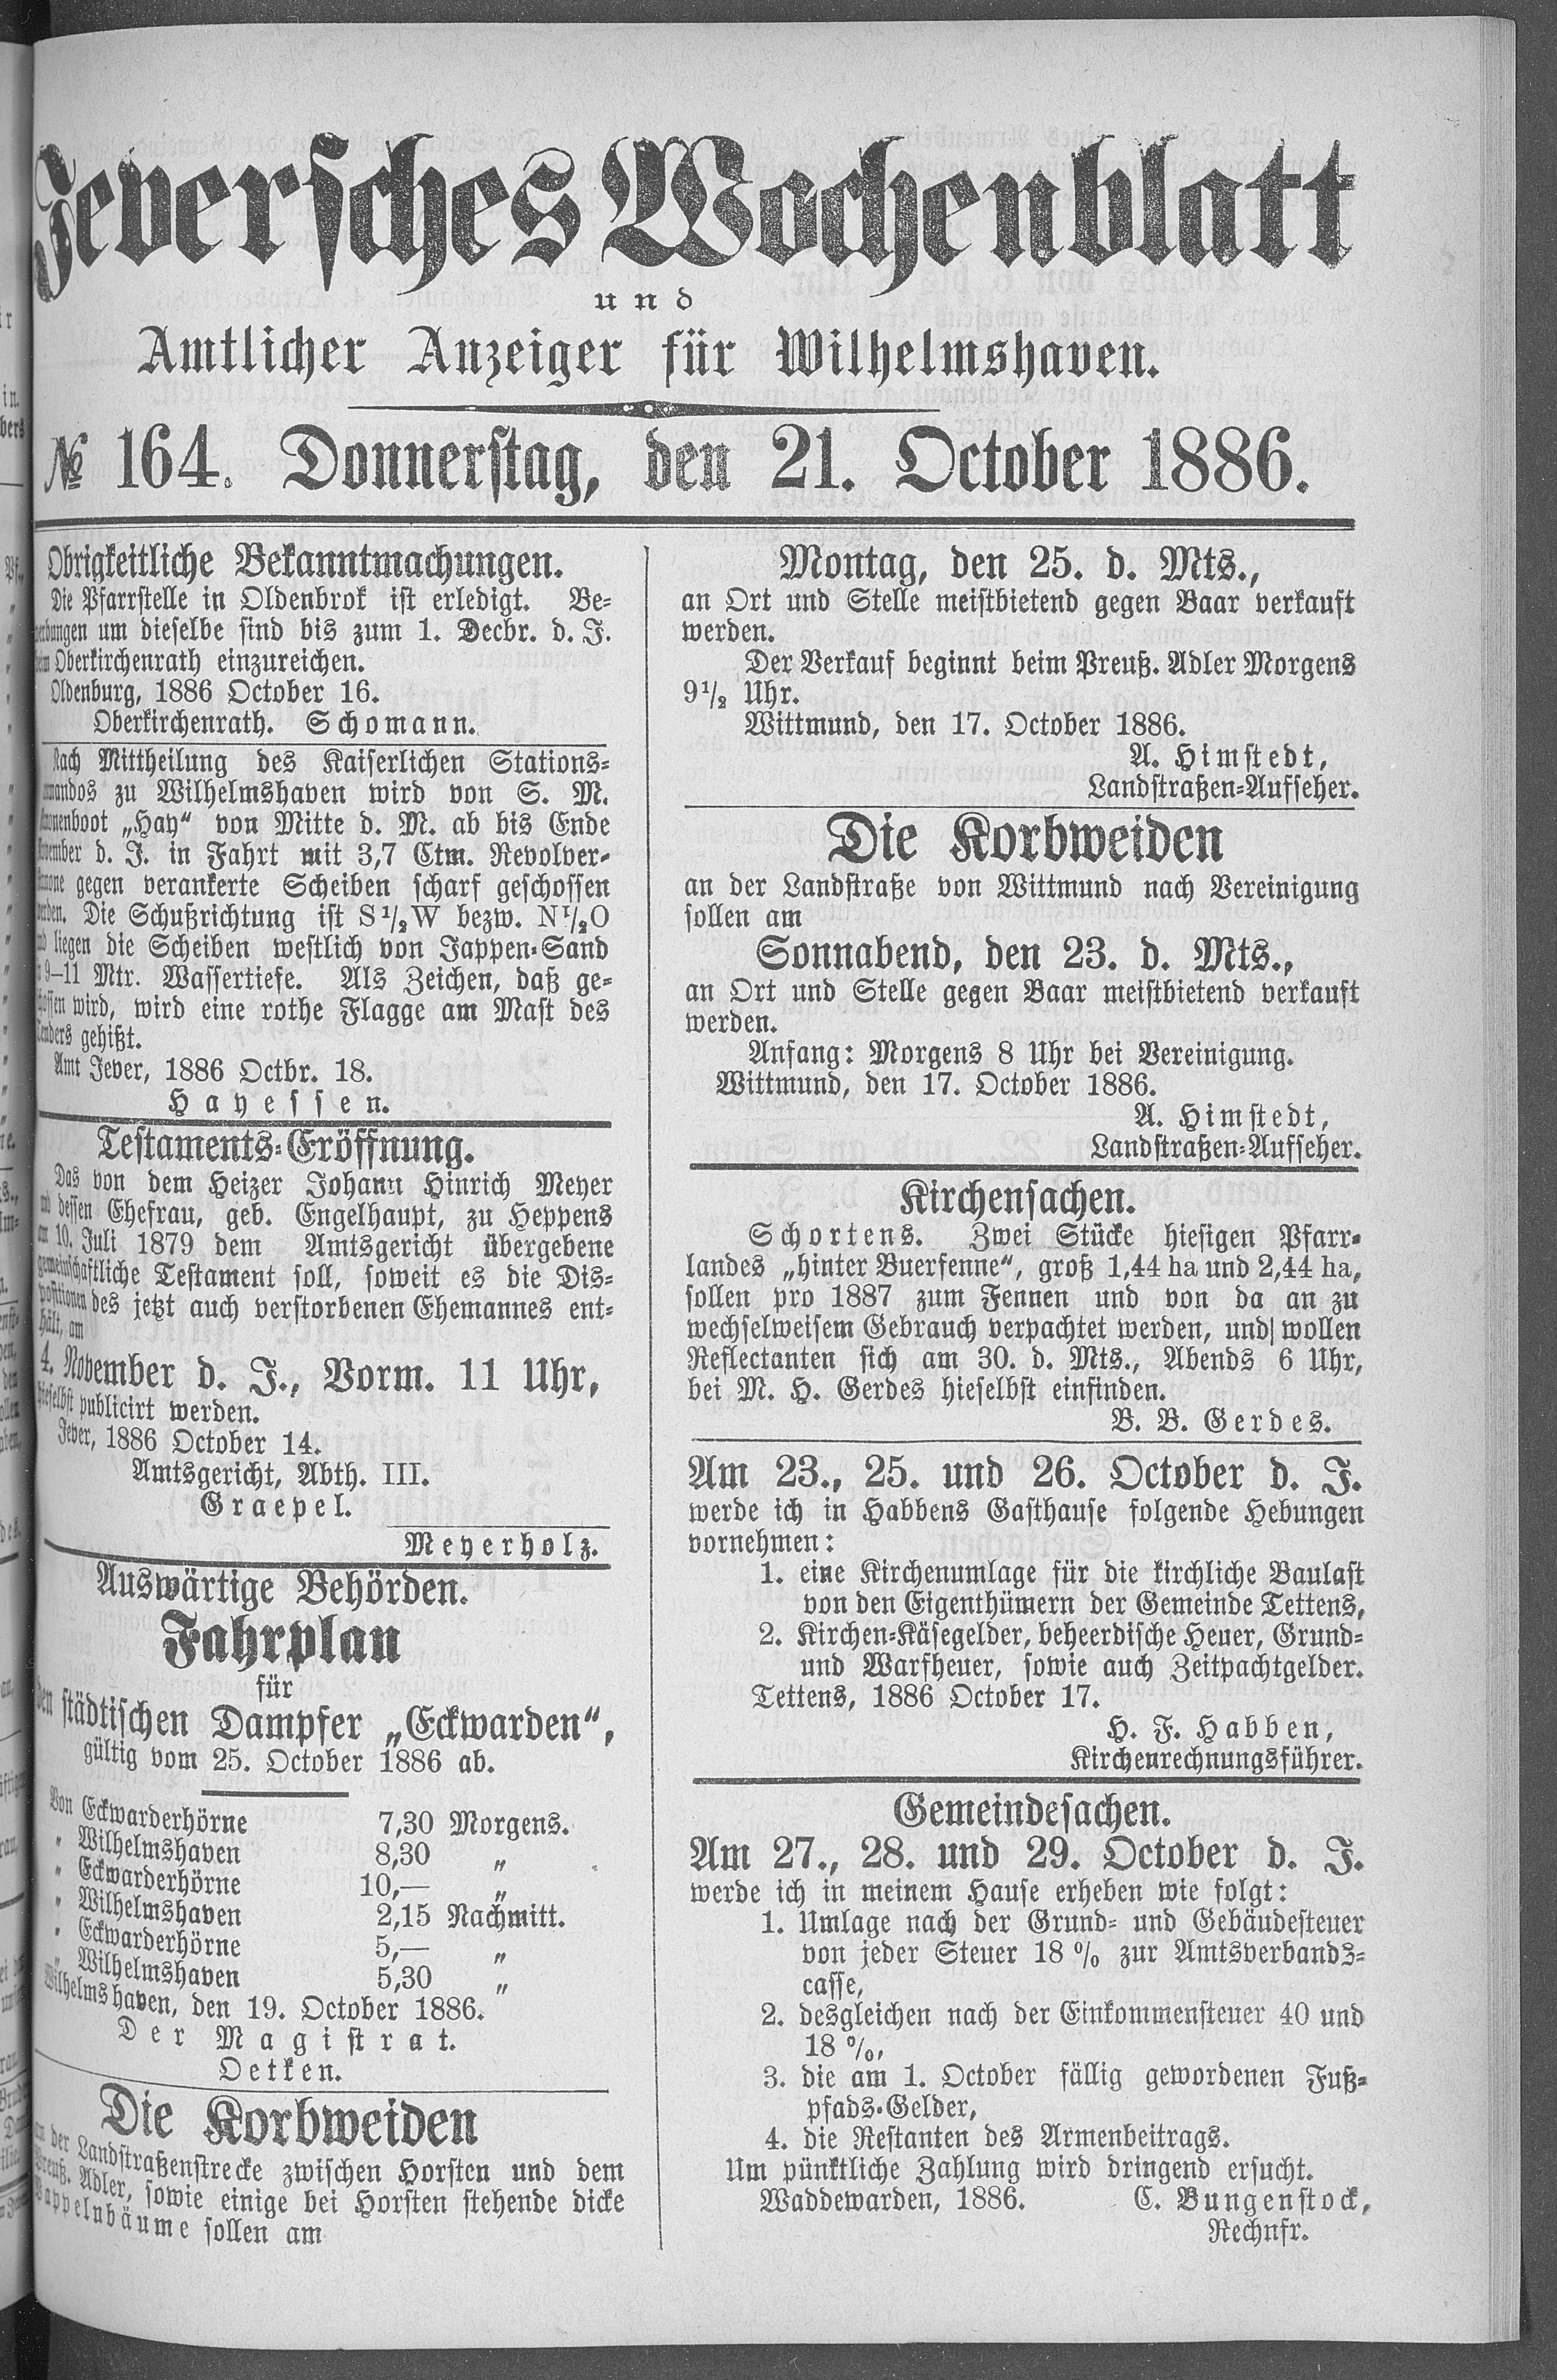 Jeversches Wochenblatt
und
Amtlicher Anzeiger für Wilhelmshaven.
№ 164. Donnerstag, den 21. October 1886.
Obrigkeitliche Bekanntmachungen.
Die Pfarrstelle in Oldenbrok ist erledigt. Be-
werbungen um dieselbe sind bis zum 1. Decbr. d. J.
beim Oberkirchenrath einzureichen.
Oldenburg, 1886 October 16.
Oberkirchenrath. Schomann.
Nach Mittheilung des Kaiserlichen Stations-
mandos zu Wilhelmshaven wird von S. M.
Kanonenboot „Hay“ von Mitte d. M. ab bis Ende
November d. J. in Fahrt mit 3,7 Ctm. Revolver-
kanone gegen verankerte Scheiben scharf geschossen
werden. Die Schußrichtung ist S ½ W bezw. N ½ O
und liegen die Scheiben westlich von Jappen-Sand
in 9–11 Mtr. Wassertiefe. Als Zeichen, daß ge-
schossen wird, wird eine rothe Flagge am Mast des
Tenders gehißt.
Amt Jever, 1886 Octbr. 18.
Hayessen.
Testaments-Eröffnung.
Das von dem Heizer Johann Hinrich Meyer
und dessen Ehefrau, geb. Engelhaupt, zu Heppens
am 10. Juli 1879 dem Amtsgericht übergebene
gemeinschaftliche Testament soll, soweit es die Dis-
positionen des jetzt auch verstorbenen Ehemannes ent-
hält, am
4. November d. J., Vorm. 11 Uhr,
hieselbst publicirt werden.
Jever, 1886 October 14.
Amtsgericht, Abth. III.
Graepel.
Meyerholz.
Auswärtige Behörden.
Fahrplan
für
den städtischen Dampfer „Eckwarden“,
gültig vom 25. October 1886 ab.
Von Eckwarderhörne 7,30 Morgens.
„ Wilhelmshaven 8,30 „
„ Eckwarderhörne 10,— „
„ Wilhelmshaven 2,15 Nachmitt.
„ Eckwarderhörne 5,— „
„ Wilhelmshaven 5,30 „
Wilhelmshaven, den 19. October 1886.
Der Magistrat.
Oetken.
Die Korbweiden
an der Landstraßenstrecke zwischen Horsten und dem
Preuß. Adler, sowie einige bei Horsten stehende dicke
Pappelnbäume sollen am
Montag, den 25. d. Mts.,
an Ort und Stelle meistbietend gegen Baar verkauft
werden.
Der Verkauf beginnt beim Preuß. Adler Morgens
9½ Uhr.
Wittmund, den 17. October 1886.
A. Himstedt,
Landstraßen-Aufseher.
Die Korbweiden
an der Landstraße von Wittmund nach Vereinigung
sollen am
Sonnabend, den 23. d. Mts.,
an Ort und Stelle gegen Baar meistbietend verkauft
werden.
Anfang: Morgens 8 Uhr bei Vereinigung.
Wittmund, den 17. October 1886.
A. Himstedt,
Landstraßen-Aufseher.
Kirchensachen.
Schortens. Zwei Stücke hiesigen Pfarr-
landes „hinter Buerfenne“, groß 1,44 ha und 2,44 ha,
sollen pro 1887 zum Fennen und von da an zu
wechselweisem Gebrauch verpachtet werden, und wollen
Reflectanten sich am 30. d. Mts., Abends 6 Uhr,
bei M. H. Gerdes hieselbst einfinden.
B. B. Gerdes.
Am 23., 25. und 26. October d. J.
werde ich in Habbens Gasthause folgende Hebungen
vornehmen:
1. eine Kirchenumlage für die kirchliche Baulast
von den Eigenthümern der Gemeinde Tettens,
2. Kirchen-Käsegelder, beheerdische Heuer, Grund-
und Warfheuer, sowie auch Zeitpachtgelder.
Tettens, 1886 October 17.
H. F. Habben,
Kirchenrechnungsführer.
Gemeindesachen.
Am 27., 28. und 29. October d. J.
werde ich in meinem Hause erheben wie folgt:
1. Umlage nach der Grund- und Gebäudesteuer
von jeder Steuer 18 % zur Amtsverbands-
casse,
2. desgleichen nach der Einkommensteuer 40 und
18 %,
3. die am 1. October fällig gewordenen Fuß-
pfads-Gelder,
4. die Restanten des Armenbeitrags.
Um pünktliche Zahlung wird dringend ersucht.
Waddewarden, 1886. C. Bungenstock,
Rechnfr.